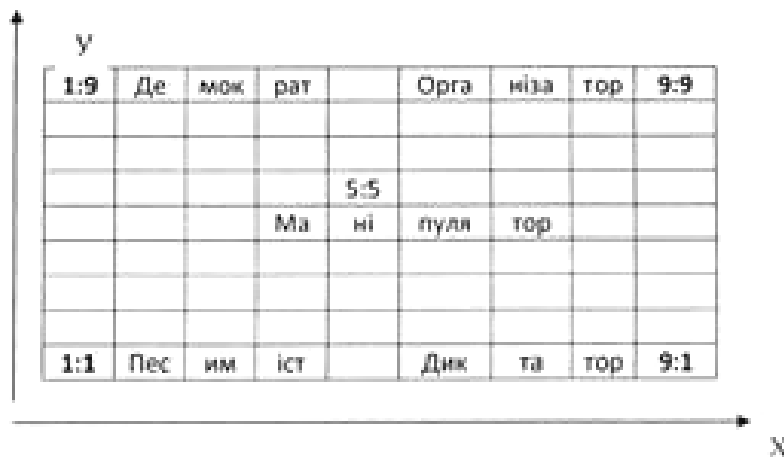 У
1:9 Де мок рат Орга ніза тор 9:9
5:5
Ма ні пуля тор
1:1 Пес им іст Дик та тор 9:1
X